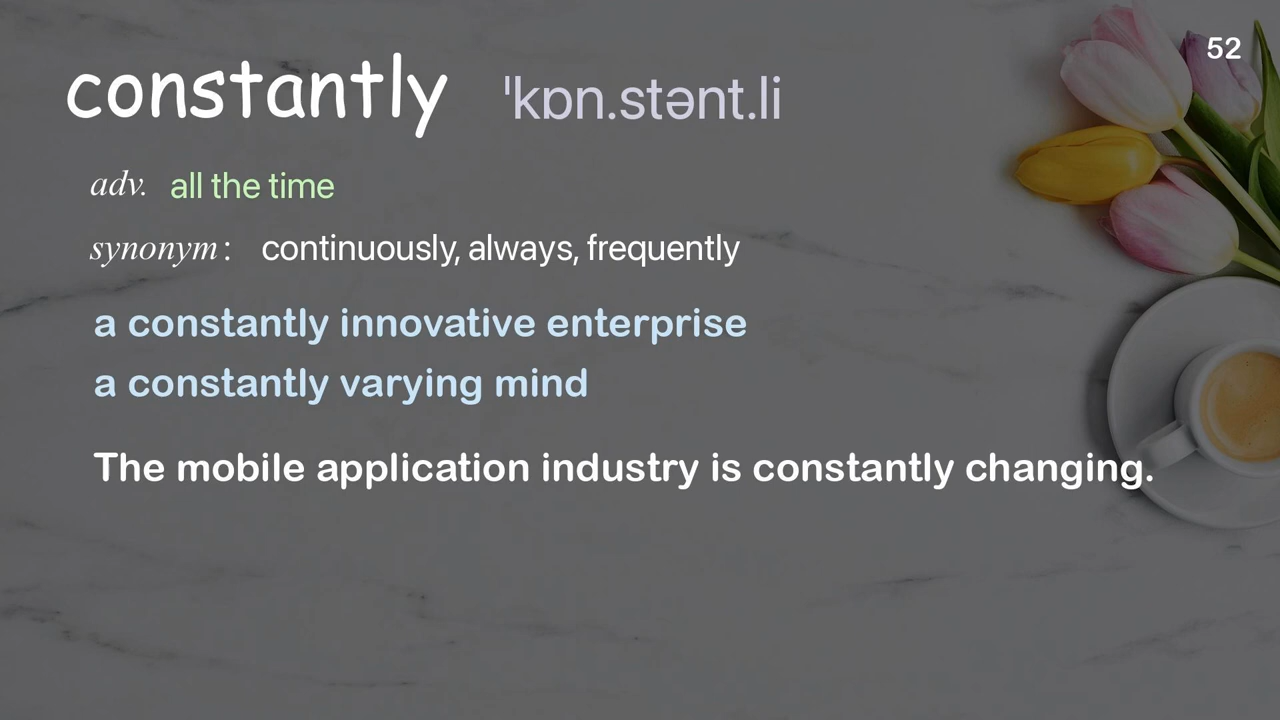 52
constantly ˈkɒn.stənt.li
adv. all the time
synonym: continuously, always, frequently
a constantly innovative enterprise
a constantly varying mind
The mobile application industry is constantly changing.